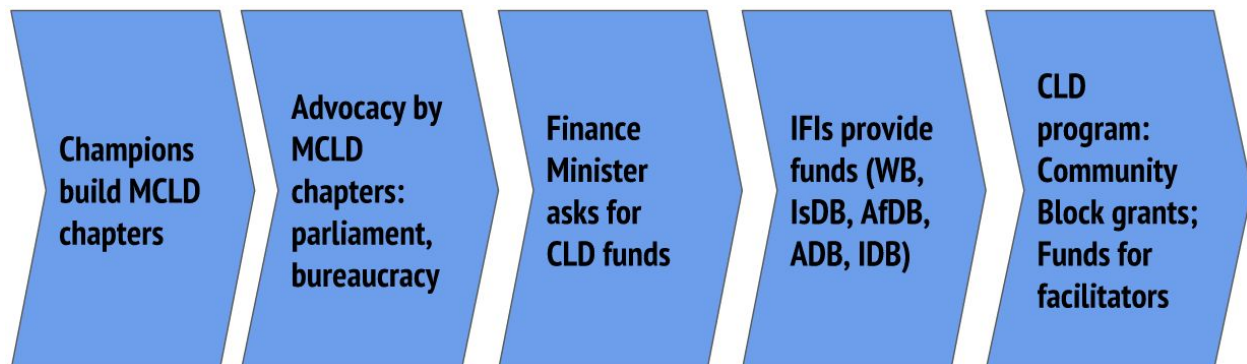 Champions
build MCLD
chapters
Advocacy by
MCLD
chapters:
parliament,
bureaucracy
Finance
Minister
asks for
CLD funds
IFIs provide
funds (WB,
IsDB, AfDB,
ADB, IDB)
CLD
program:
Community
Block grants;
Funds for
facilitators